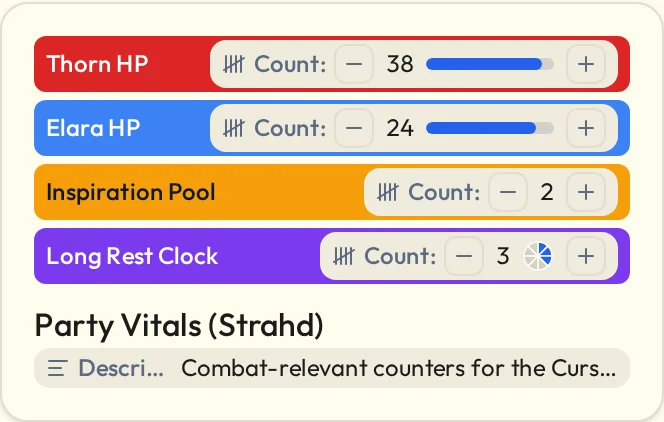 Thorn HP Count: − 38 +
Elara HP Count: − 24 +
Inspiration Pool Count: − 2 +
Long Rest Clock Count: − 3 +
Party Vitals (Strahd)
Descri... Combat-relevant counters for the Curs...